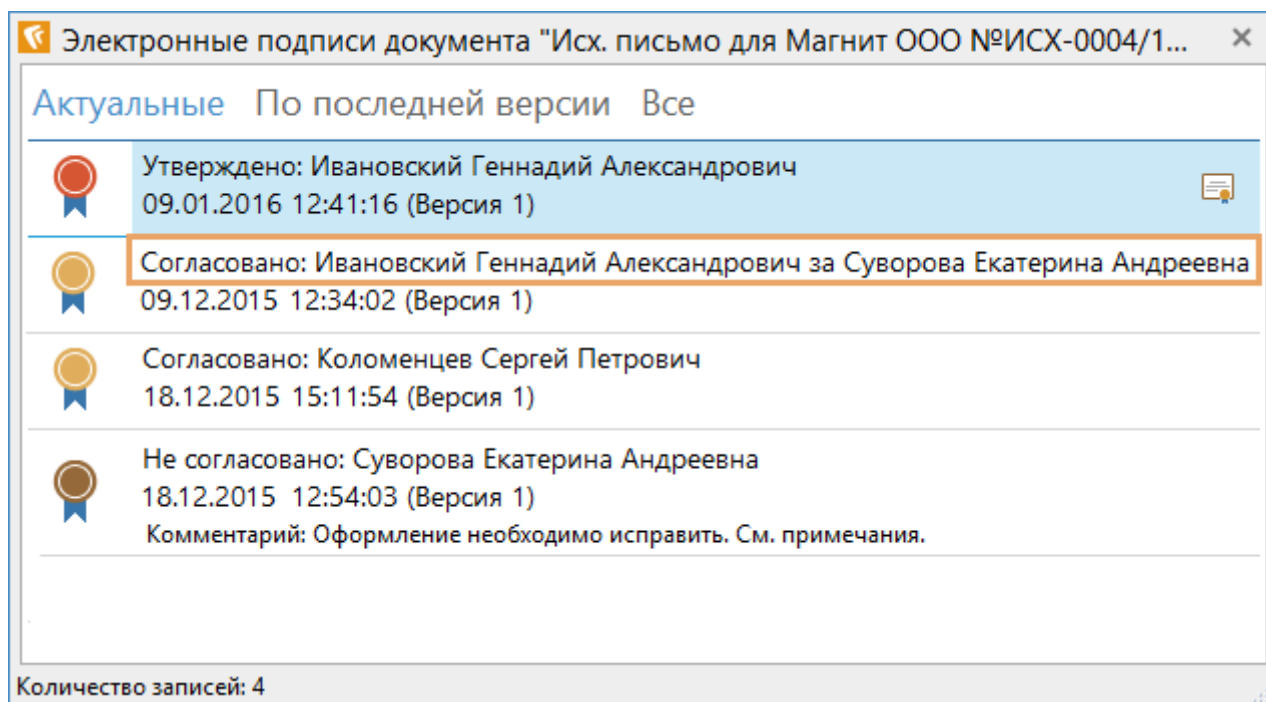 Электронные подписи документа "Исх. письмо для Магнит ООО №ИСХ-0004/1...
Актуальные По последней версии Все
Утверждено: Ивановский Геннадий Александрович
09.01.2016 12:41:16 (Версия 1)
Согласовано: Ивановский Геннадий Александрович за Суворова Екатерина Андреевна
09.12.2015 12:34:02 (Версия 1)
Согласовано: Коломенцев Сергей Петрович
18.12.2015 15:11:54 (Версия 1)
Не согласовано: Суворова Екатерина Андреевна
18.12.2015 12:54:03 (Версия 1)
Комментарий: Оформление необходимо исправить. См. примечания.
Количество записей: 4